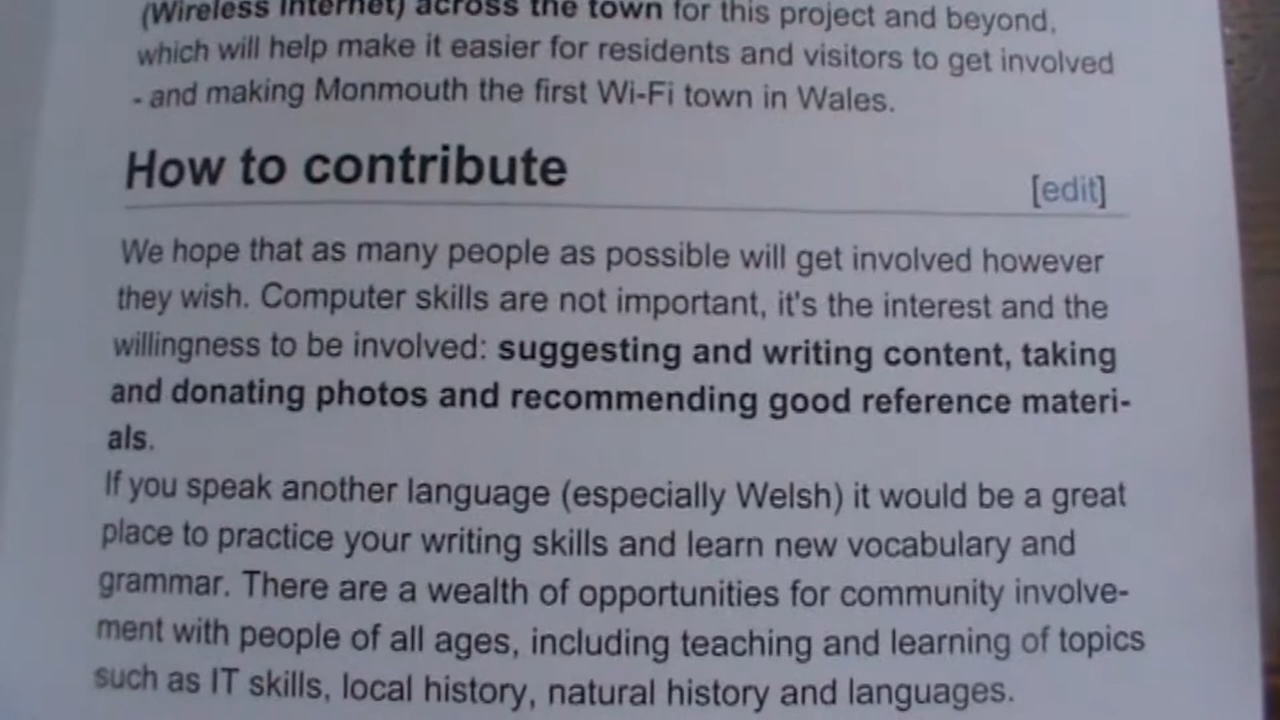 (Wireless Internet) across the town for this project and beyond,
which will help make it easier for residents and visitors to get involved
- and making Monmouth the first Wi-Fi town in Wales.
How to contribute
[edit]
We hope that as many people as possible will get involved however
they wish. Computer skills are not important, it's the interest and the
willingness to be involved: suggesting and writing content, taking
and donating photos and recommending good reference materi-
als.
If you speak another language (especially Welsh) it would be a great
place to practice your writing skills and learn new vocabulary and
grammar. There are a wealth of opportunities for community involve-
ment with people of all ages, including teaching and learning of topics
such as IT skills, local history, natural history and languages.